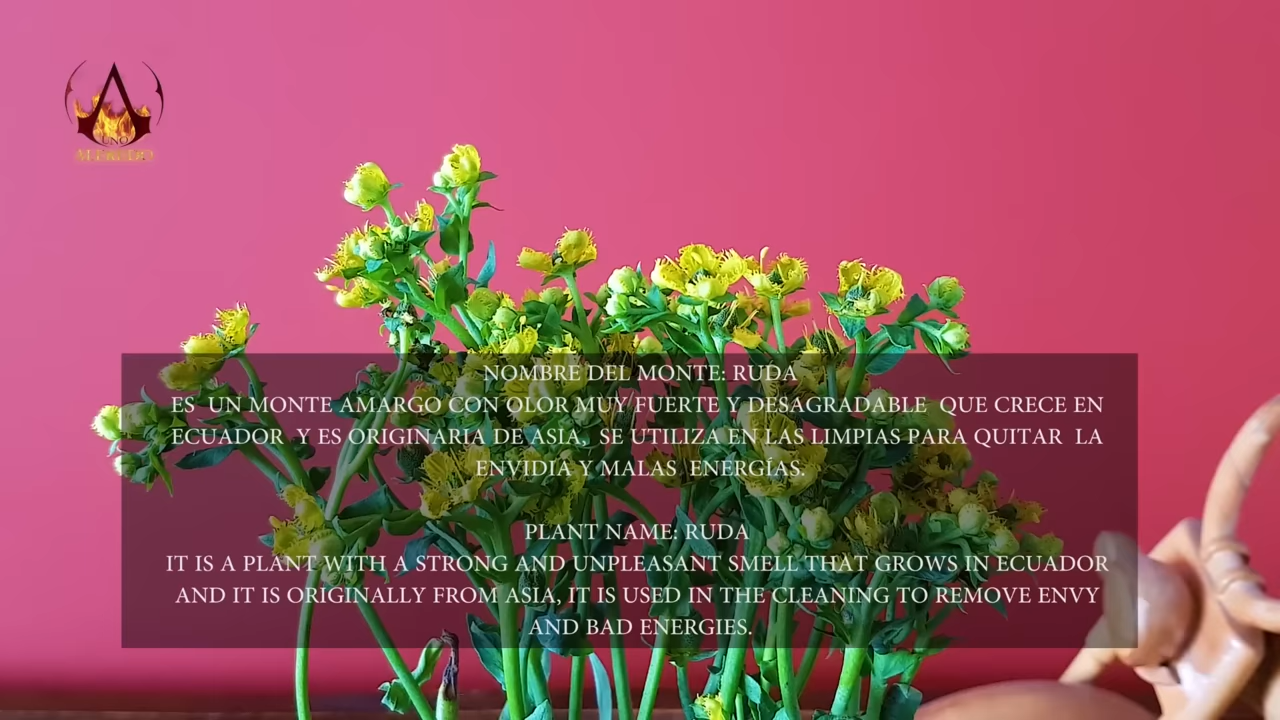 UNO
NOMBRE DEL MONTE: RUDA
ES UN MONTE AMARGO CON OLOR MUY FUERTE Y DESAGRADABLE QUE CRECE EN
ECUADOR Y ES ORIGINARIA DE ASIA, SE UTILIZA EN LAS LIMPIAS PARA QUITAR LA
ENVIDIA Y MALAS ENERGÍAS.
PLANT NAME: RUDA
IT IS A PLANT WITH A STRONG AND UNPLEASANT SMELL THAT GROWS IN ECUADOR
AND IT IS ORIGINALLY FROM ASIA, IT IS USED IN THE CLEANING TO REMOVE ENVY
AND BAD ENERGIES.